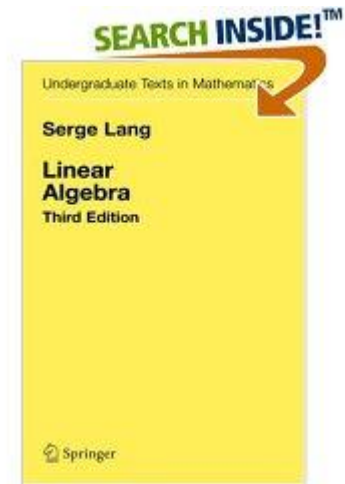 SEARCH INSIDE!™
Undergraduate Texts in Mathematics
Serge Lang
Linear
Algebra
Third Edition
Springer